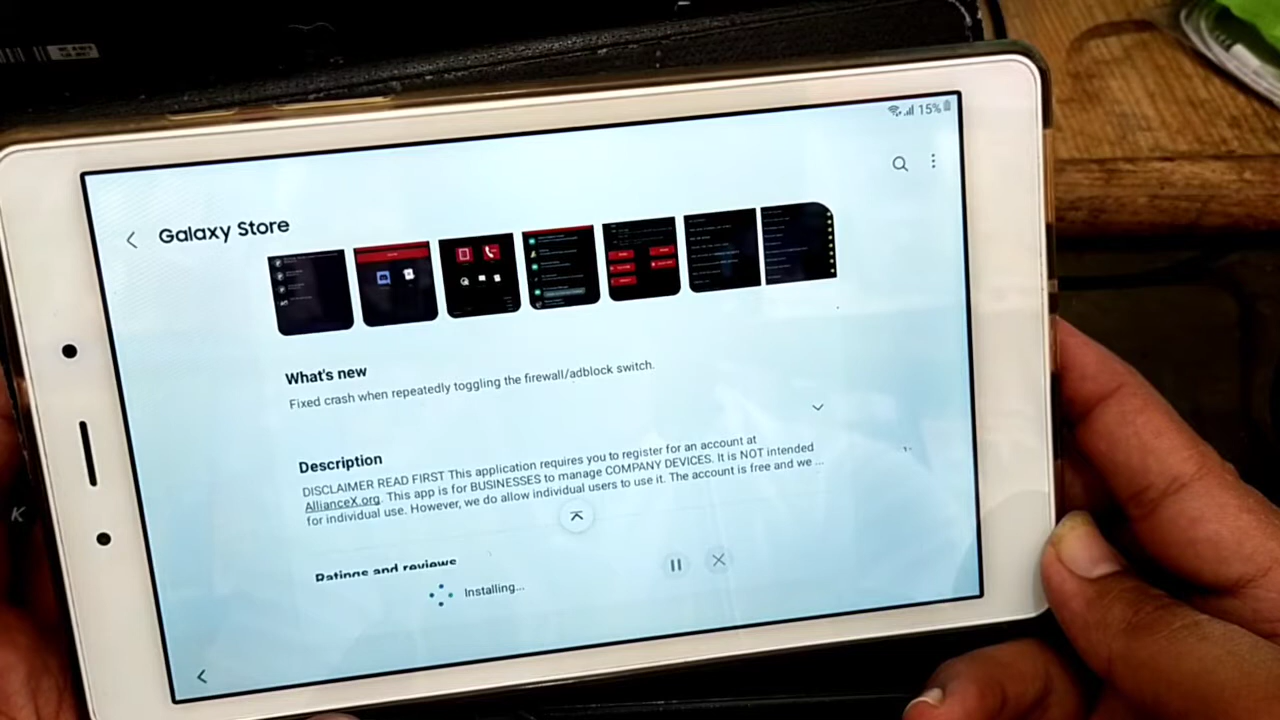 15%
Galaxy Store
What's new
Fixed crash when repeatedly toggling the firewall/adblock switch.
Description
DISCLAIMER READ FIRST This application requires you to register for an account at
AllianceX.org. This app is for BUSINESSES to manage COMPANY DEVICES. It is NOT intended
for individual use. However, we do allow individual users to use it. The account is free and we ...
Ratings and reviews
Installing...
K